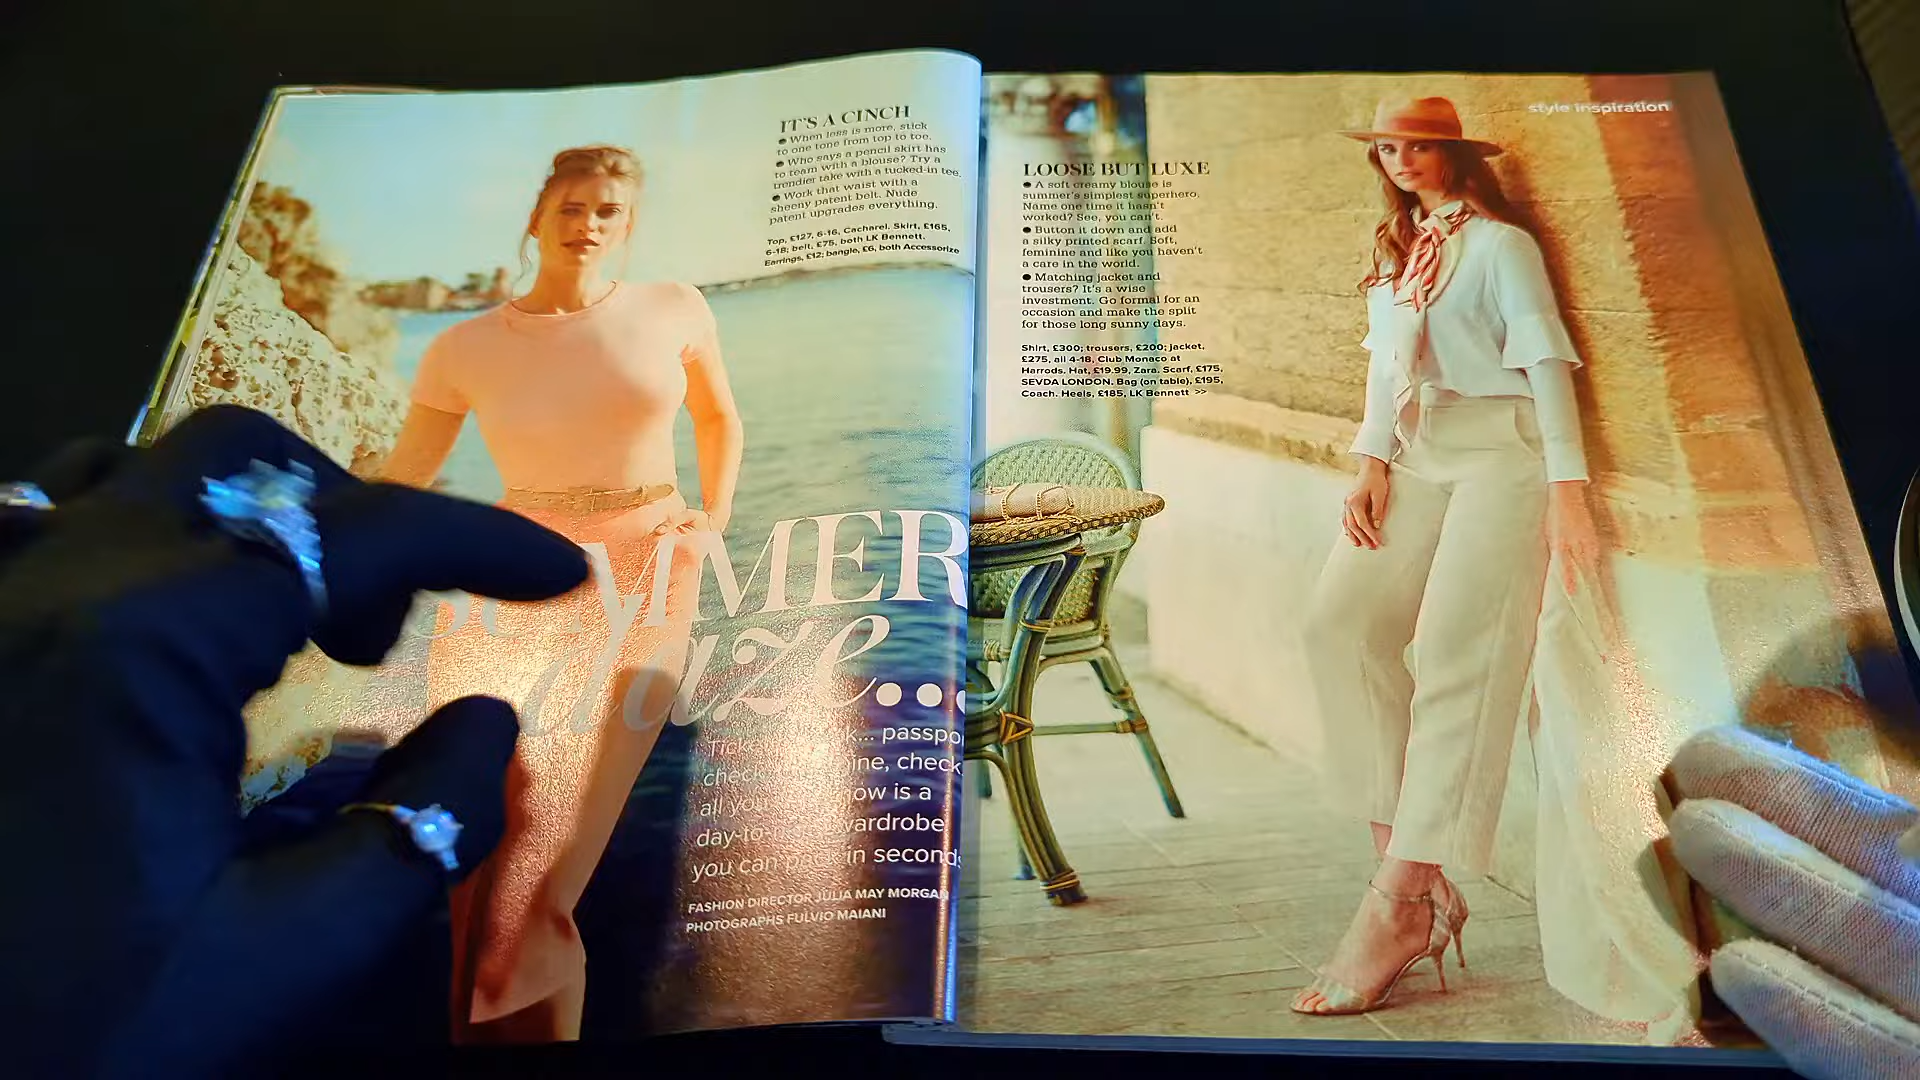 IT'S A CINCH
● When less is more, stick
to one tone from top to toe.
● Who says a pencil skirt has
to team with a blouse? Try a
trendier take with a tucked-in tee.
● Work that waist with a
sheeny patent belt. Nude
patent upgrades everything.
Top, £127, 6-16, Cacharel. Skirt, £165,
6-18; belt, £75, both LK Bennett.
Earrings, £12; bangle, £6, both Accessorize
SUMMER
daze...
k... passpo
check ine, check
all you now is a
day-to- wardrobe
you can pack in seconds
FASHION DIRECTOR JULIA MAY MORGAN
PHOTOGRAPHS FULVIO MAIANI
style inspiration
LOOSE BUT LUXE
● A soft creamy blouse is
summer's simplest superhero.
Name one time it hasn't
worked? See, you can't.
● Button it down and add
a silky printed scarf. Soft,
feminine and like you haven't
a care in the world.
● Matching jacket and
trousers? It's a wise
investment. Go formal for an
occasion and make the split
for those long sunny days.
Shirt, £300; trousers, £200; jacket,
£275, all 4-18, Club Monaco at
Harrods. Hat, £19.99, Zara. Scarf, £175,
SEVDA LONDON. Bag (on table), £195,
Coach. Heels, £185, LK Bennett >>